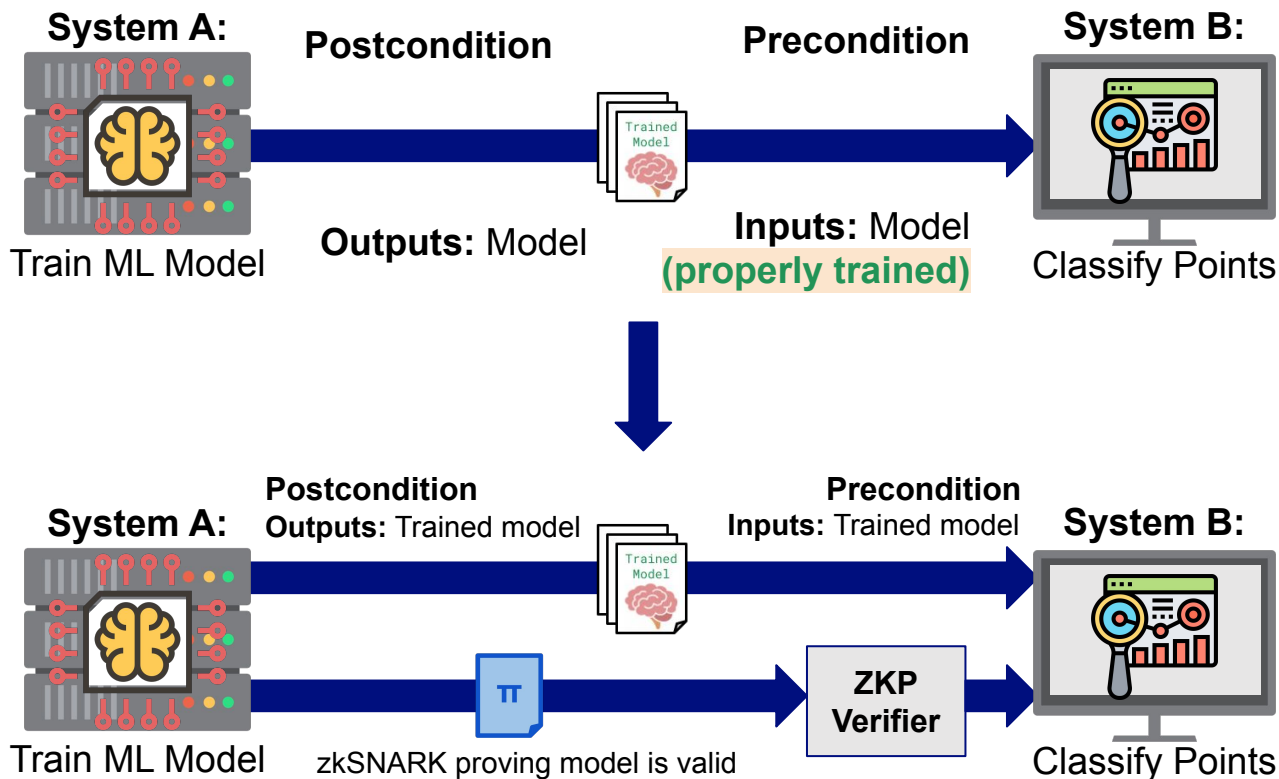 System A:
Postcondition
Precondition
System B:
Trained
Model
Outputs: Model
Inputs: Model
(properly trained)
Train ML Model
Classify Points
Postcondition
Precondition
System A:
Outputs: Trained model
Inputs: Trained model
System B:
Trained
Model
π
ZKP
Verifier
Train ML Model
zkSNARK proving model is valid
Classify Points